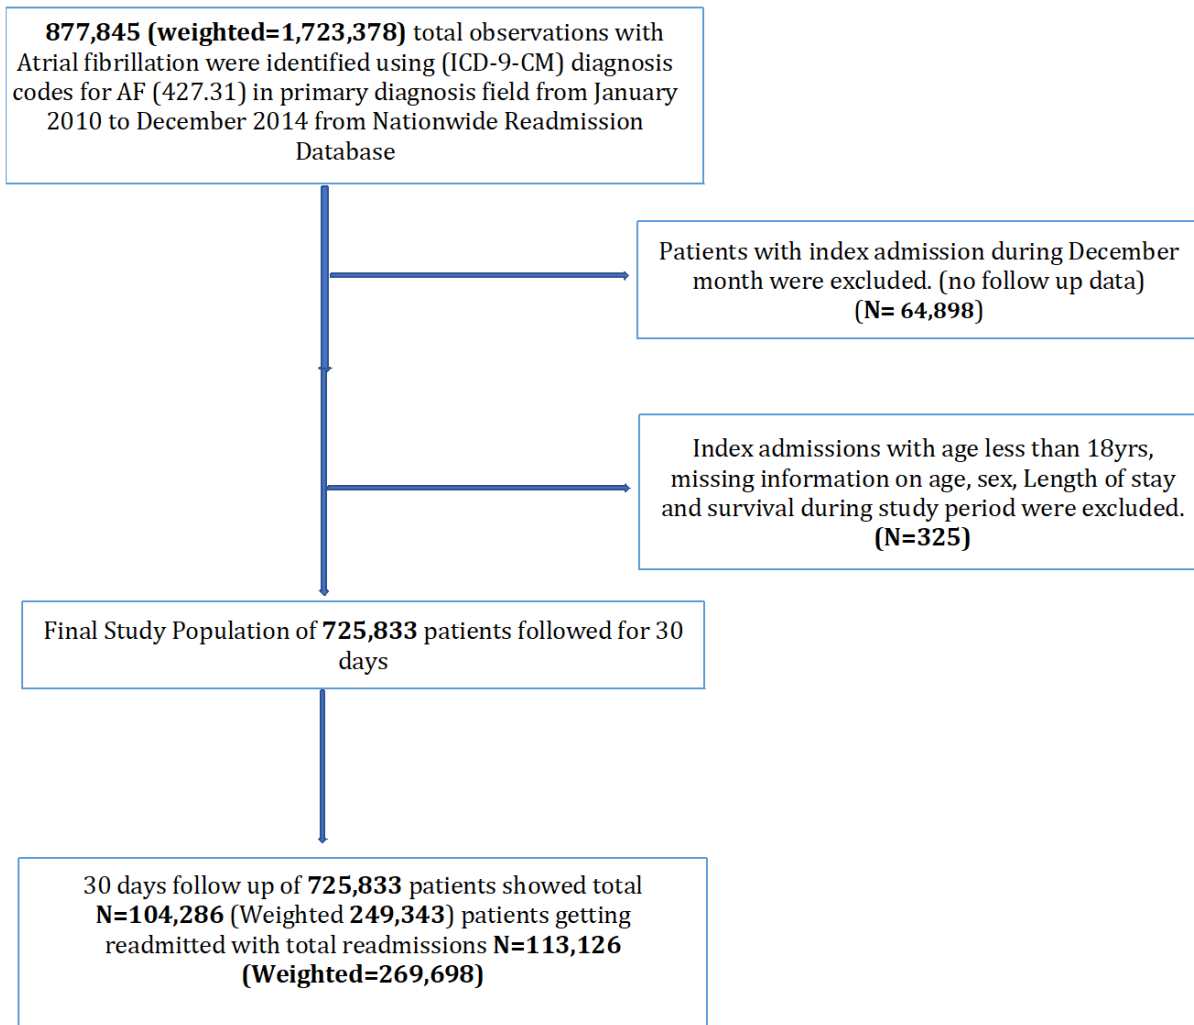 877,845 (weighted=1,723,378) total observations with
Atrial fibrillation were identified using (ICD-9-CM) diagnosis
codes for AF (427.31) in primary diagnosis field from January
2010 to December 2014 from Nationwide Readmission
Database
Patients with index admission during December
month were excluded. (no follow up data)
(N= 64,898)
Index admissions with age less than 18yrs,
missing information on age, sex, Length of stay
and survival during study period were excluded.
(N=325)
Final Study Population of 725,833 patients followed for 30
days
30 days follow up of 725,833 patients showed total
N=104,286 (Weighted 249,343) patients getting
readmitted with total readmissions N=113,126
(Weighted=269,698)